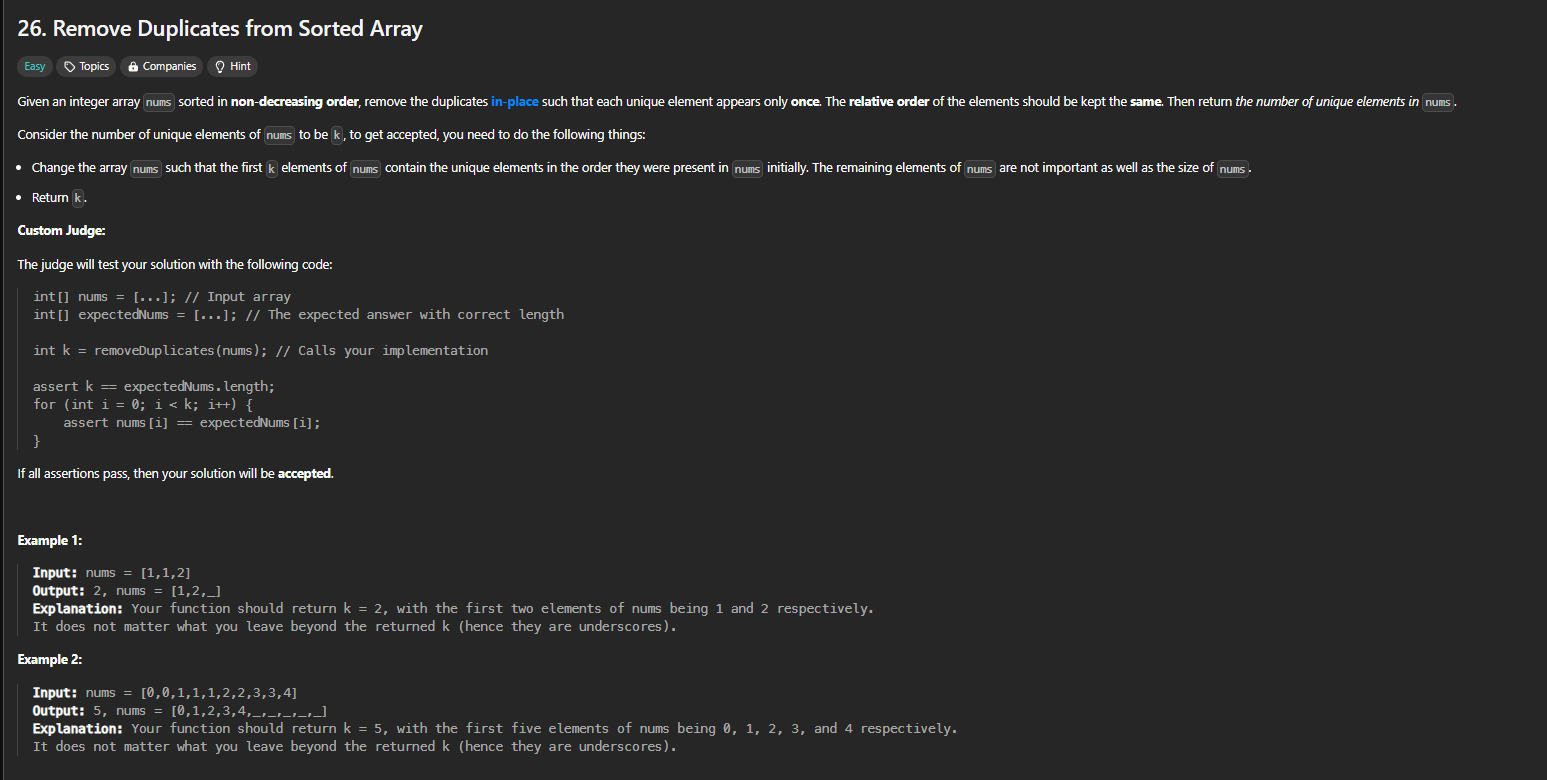 26. Remove Duplicates from Sorted Array
Easy Topics Companies Hint
Given an integer array nums sorted in non-decreasing order, remove the duplicates in-place such that each unique element appears only once. The relative order of the elements should be kept the same. Then return the number of unique elements in nums.
Consider the number of unique elements of nums to be k, to get accepted, you need to do the following things:
• Change the array nums such that the first k elements of nums contain the unique elements in the order they were present in nums initially. The remaining elements of nums are not important as well as the size of nums.
• Return k.
Custom Judge:
The judge will test your solution with the following code:
int[] nums = [...]; // Input array
int[] expectedNums = [...]; // The expected answer with correct length
int k = removeDuplicates(nums); // Calls your implementation
assert k == expectedNums.length;
for (int i = 0; i < k; i++) {
    assert nums[i] == expectedNums[i];
}
If all assertions pass, then your solution will be accepted.
Example 1:
Input: nums = [1,1,2]
Output: 2, nums = [1,2,_]
Explanation: Your function should return k = 2, with the first two elements of nums being 1 and 2 respectively.
It does not matter what you leave beyond the returned k (hence they are underscores).
Example 2:
Input: nums = [0,0,1,1,1,2,2,3,3,4]
Output: 5, nums = [0,1,2,3,4,_,_,_,_,_]
Explanation: Your function should return k = 5, with the first five elements of nums being 0, 1, 2, 3, and 4 respectively.
It does not matter what you leave beyond the returned k (hence they are underscores).